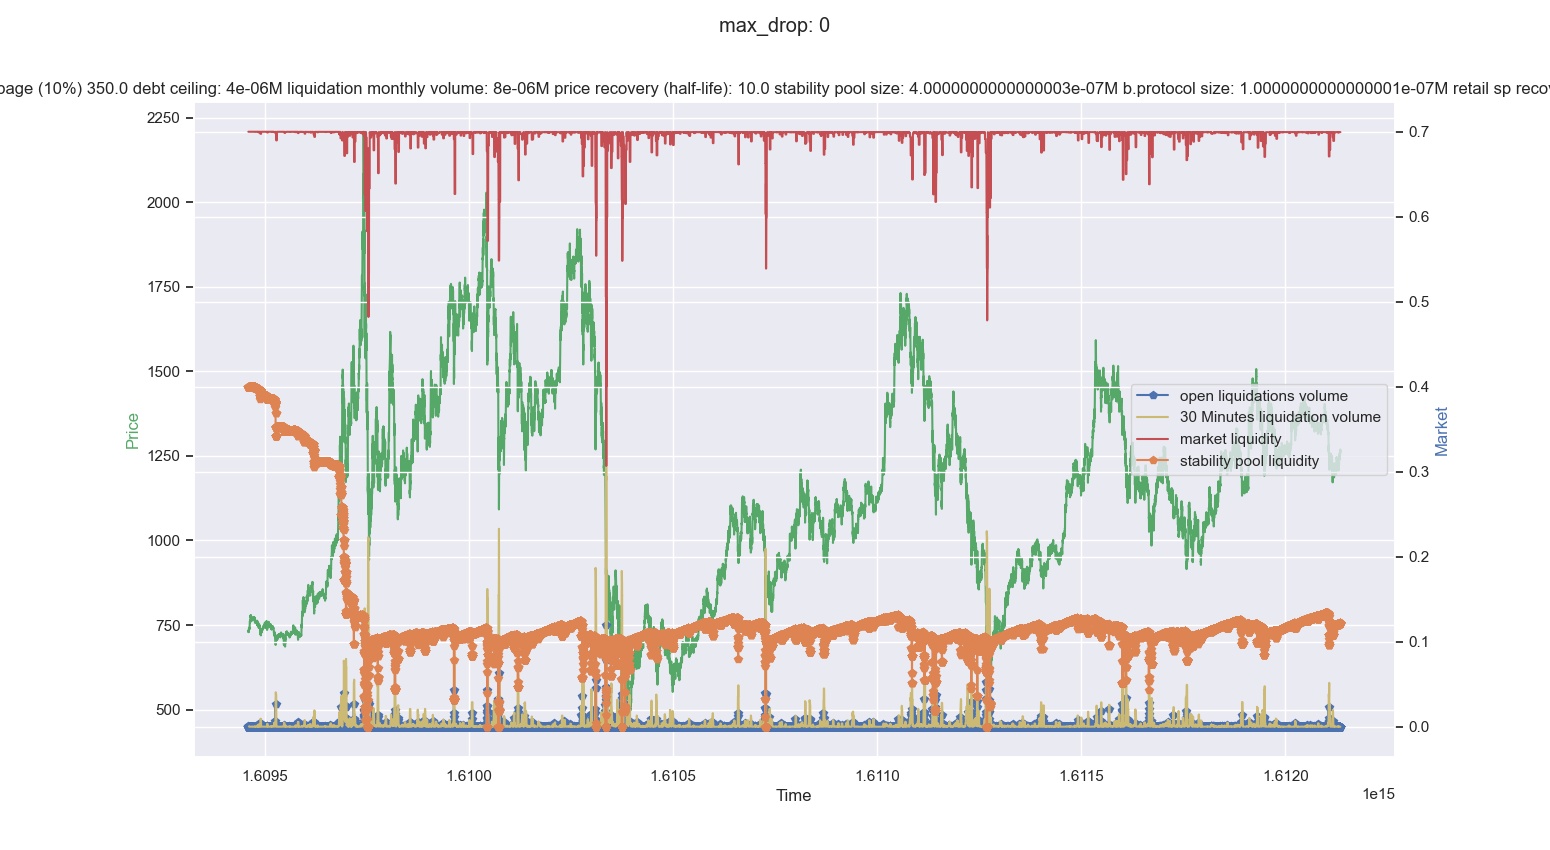 max_drop: 0
(10%) 350.0 debt ceiling: 4e-06M liquidation monthly volume: 8e-06M price recovery (half-life): 10.0 stability pool size: 4.0000000000000003e-07M b.protocol size: 1.0000000000000001e-07M retail sp
2250
2000
1750
1500
1250
1000
750
500
Price
0.7
0.6
0.5
0.4
0.3
0.2
0.1
0.0
Market
open liquidations volume
30 Minutes liquidation volume
market liquidity
stability pool liquidity
1.6095 1.6100 1.6105 1.6110 1.6115 1.6120
Time
1e15